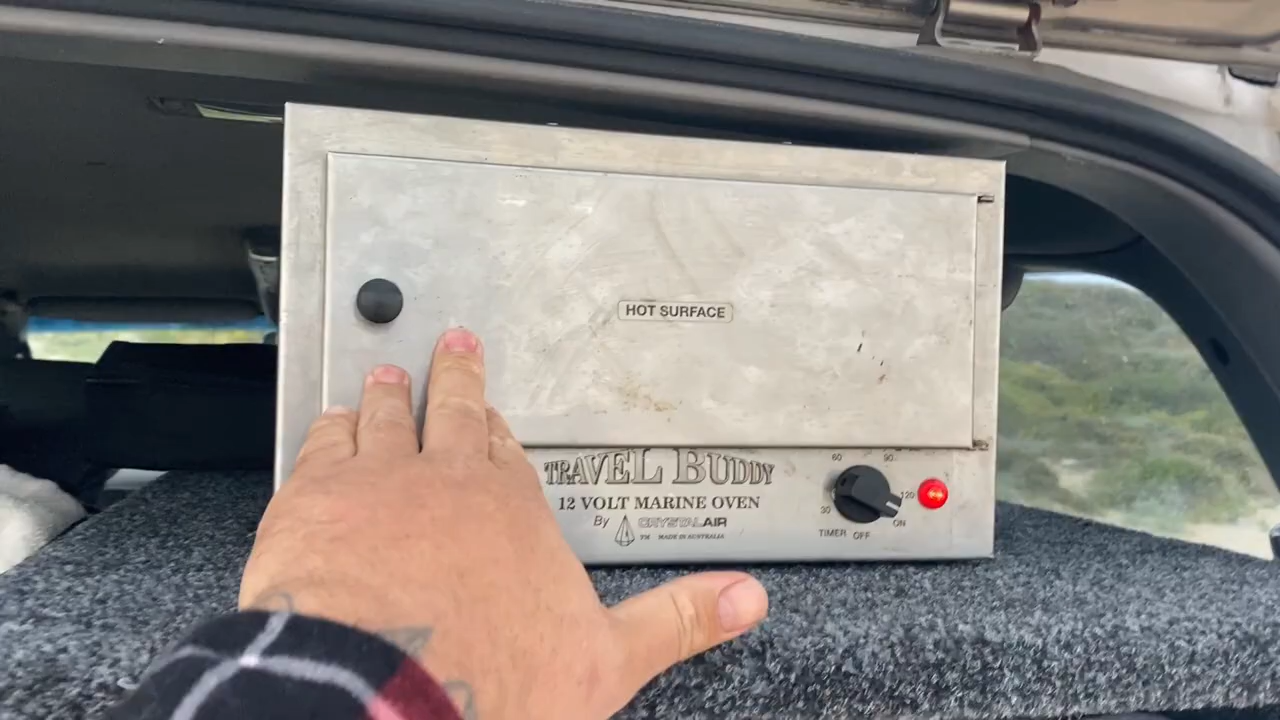 HOT SURFACE
TRAVEL BUDDY
12 VOLT MARINE OVEN
By CRYSTALAIR
TM MADE IN AUSTRALIA
60 90
30 120
ON
TIMER OFF